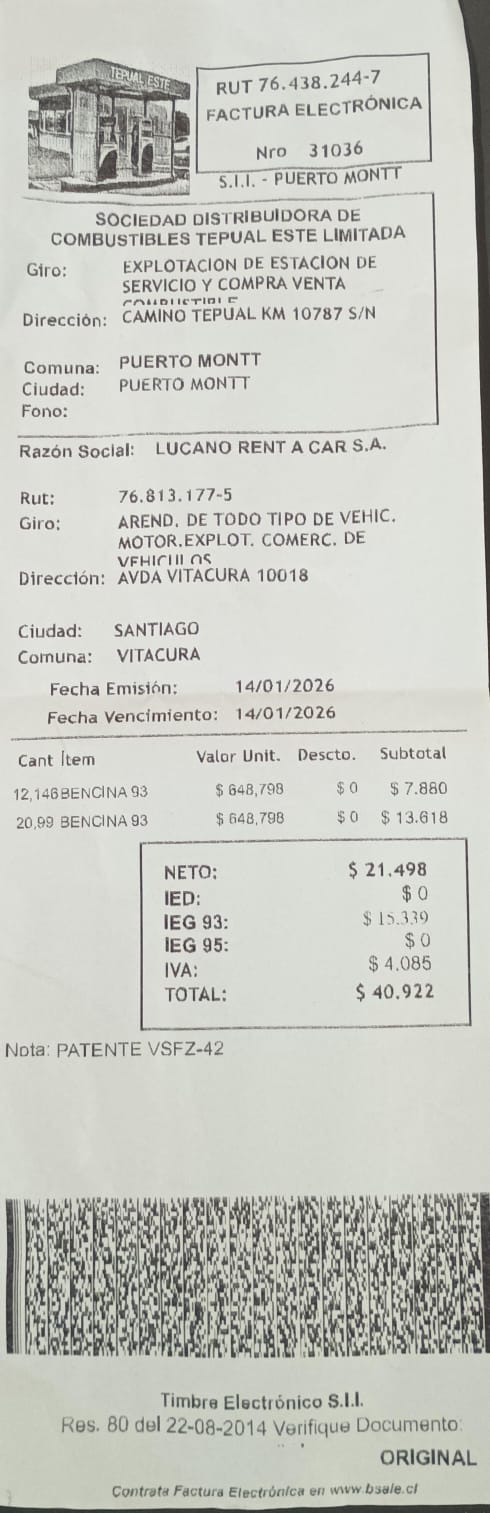 TEPUAL ESTE
RUT 76.438.244-7
FACTURA ELECTRÓNICA
Nro 31036
S.I.I. - PUERTO MONTT
SOCIEDAD DISTRIBUIDORA DE
COMBUSTIBLES TEPUAL ESTE LIMITADA
Giro: EXPLOTACION DE ESTACION DE
SERVICIO Y COMPRA VENTA
COMBUSTIBLE
Dirección: CAMINO TEPUAL KM 10787 S/N
Comuna: PUERTO MONTT
Ciudad: PUERTO MONTT
Fono:
Razón Social: LUCANO RENT A CAR S.A.
Rut: 76.813.177-5
Giro: AREND. DE TODO TIPO DE VEHIC.
MOTOR.EXPLOT. COMERC. DE
VEHICULOS
Dirección: AVDA VITACURA 10018
Ciudad: SANTIAGO
Comuna: VITACURA
Fecha Emisión: 14/01/2026
Fecha Vencimiento: 14/01/2026
Cant Ítem Valor Unit. Descto. Subtotal
12,146 BENCINA 93 $ 648,798 $ 0 $ 7.880
20,99 BENCINA 93 $ 648,798 $ 0 $ 13.618
NETO: $ 21.498
IED: $ 0
IEG 93: $ 15.339
IEG 95: $ 0
IVA: $ 4.085
TOTAL: $ 40.922
Nota: PATENTE VSFZ-42
Timbre Electrónico S.I.I.
Res. 80 del 22-08-2014 Verifique Documento:
ORIGINAL
Contrata Factura Electrónica en www.bsale.cl